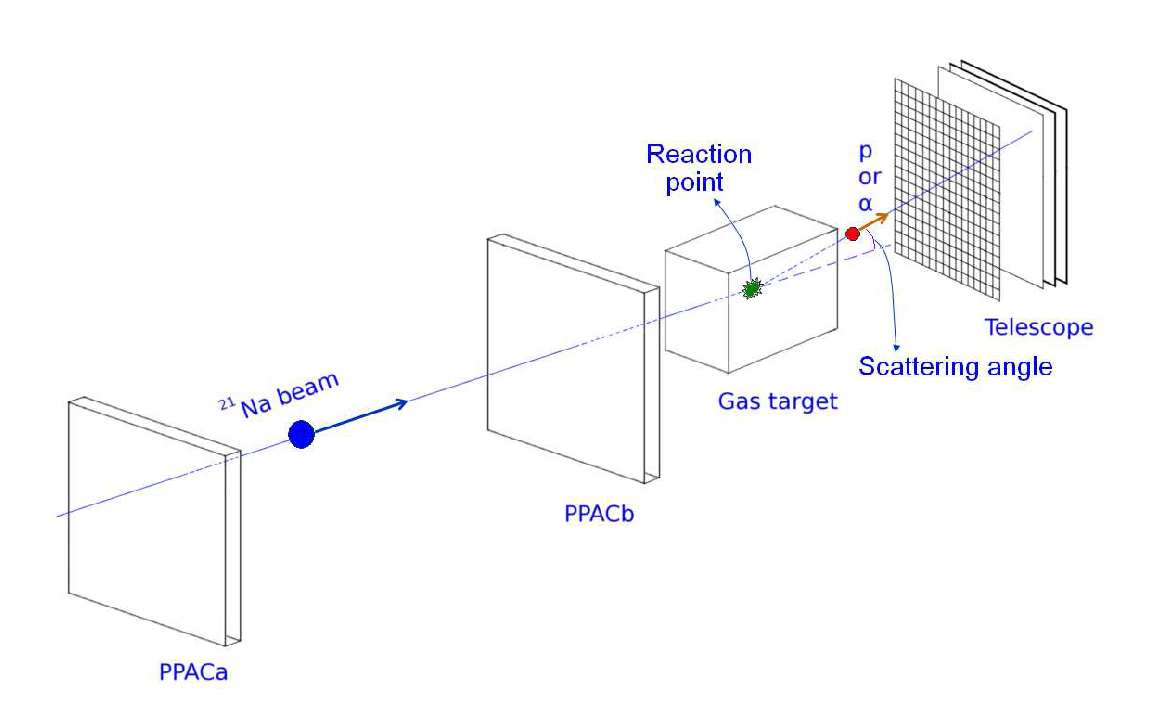 Reaction
point
p
or
α
Telescope
Scattering angle
Gas target
²¹Na beam
PPACb
PPACa